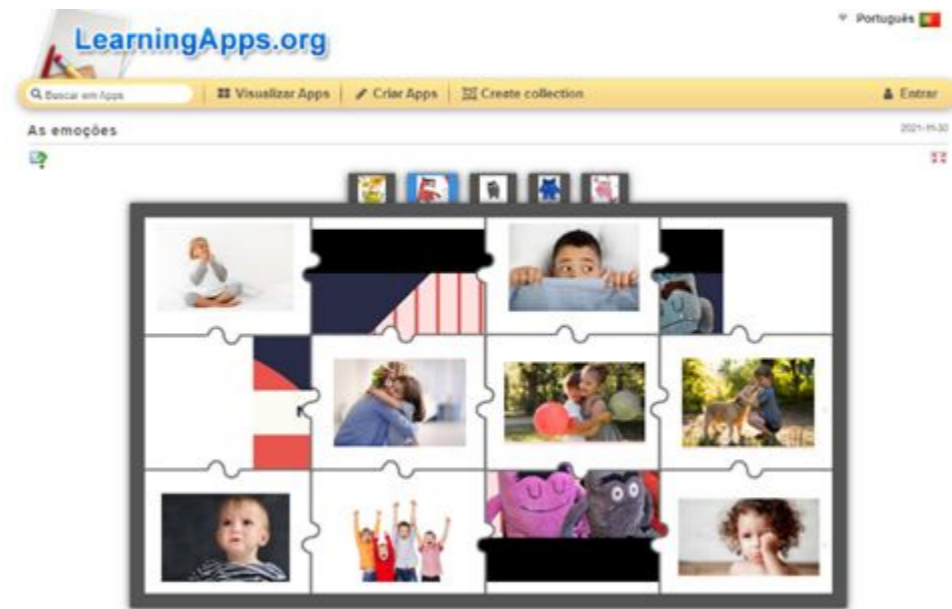 Português
LearningApps.org
Buscar em Apps
Visualizar Apps
Criar Apps
Create collection
Entrar
As emoções
2021-11-30